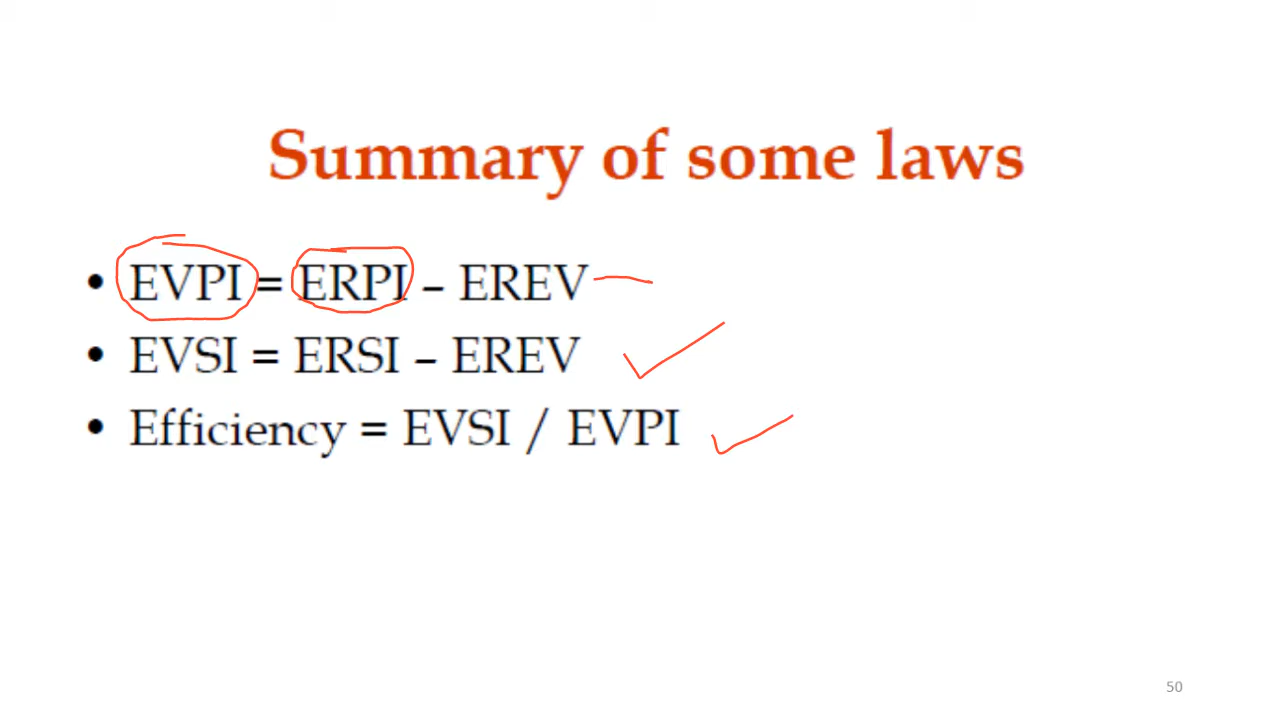 Summary of some laws
• EVPI = ERPI – EREV
• EVSI = ERSI – EREV
• Efficiency = EVSI / EVPI
50